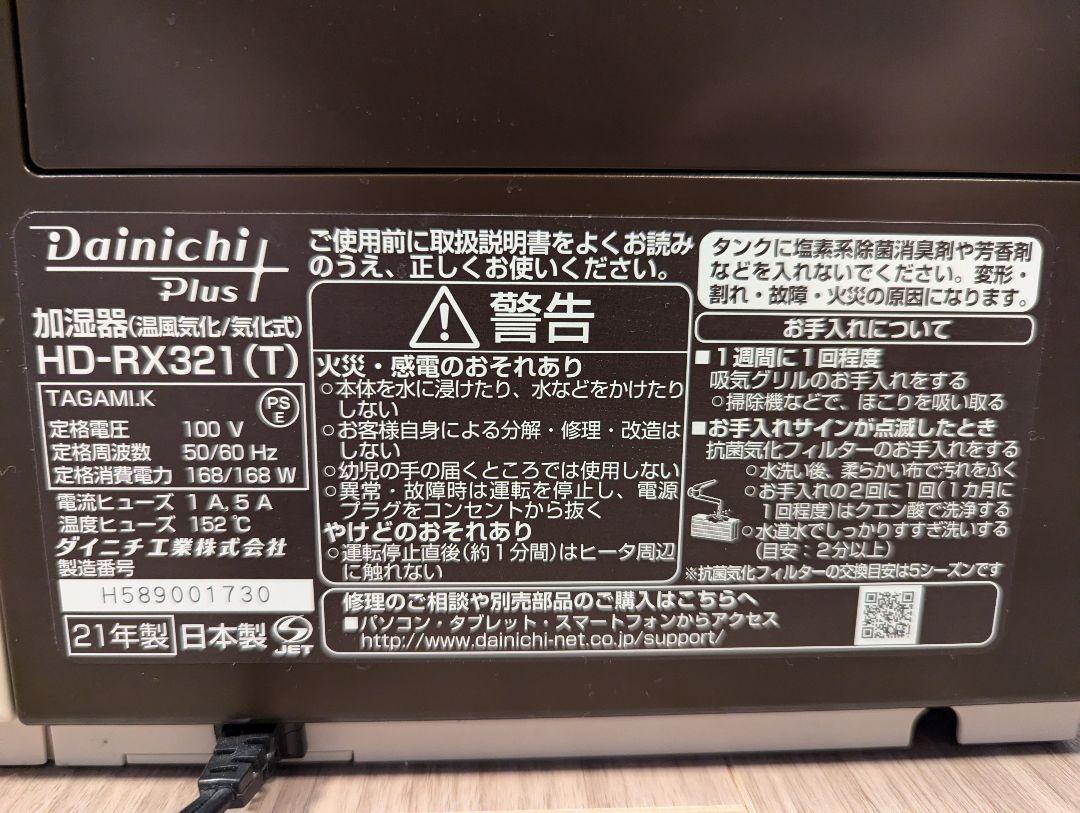 Dainichi
Plus
加湿器(温風気化/気化式)
HD-RX321(T)
TAGAMI.K
PS
E
定格電圧 100 V
定格周波数 50/60 Hz
定格消費電力 168/168 W
電流ヒューズ 1 A, 5 A
温度ヒューズ 152℃
ダイニチ工業株式会社
製造番号
H589001730
21年製 日本製 JET
ご使用前に取扱説明書をよくお読み
のうえ、正しくお使いください。
警告
火災・感電のおそれあり
○本体を水に浸けたり、水などをかけたり
しない
○お客様自身による分解・修理・改造は
しない
○幼児の手の届くところでは使用しない
○異常・故障時は運転を停止し、電源
プラグをコンセントから抜く
やけどのおそれあり
○運転停止直後(約1分間)はヒータ周辺
に触れない
タンクに塩素系除菌消臭剤や芳香剤
などを入れないでください。変形・
割れ・故障・火災の原因になります。
お手入れについて
■1週間に1回程度
吸気グリルのお手入れをする
○掃除機などで、ほこりを吸い取る
■お手入れサインが点滅したとき
抗菌気化フィルターのお手入れをする
○水洗い後、柔らかい布で汚れをふく
○お手入れの2回に1回(1カ月に
1回程度)はクエン酸で洗浄する
○水道水でしっかりすすぎ洗いする
(目安:2分以上)
※抗菌気化フィルターの交換目安は5シーズンです
修理のご相談や別売部品のご購入はこちらへ
■パソコン・タブレット・スマートフォンからアクセス
http://www.dainichi-net.co.jp/support/